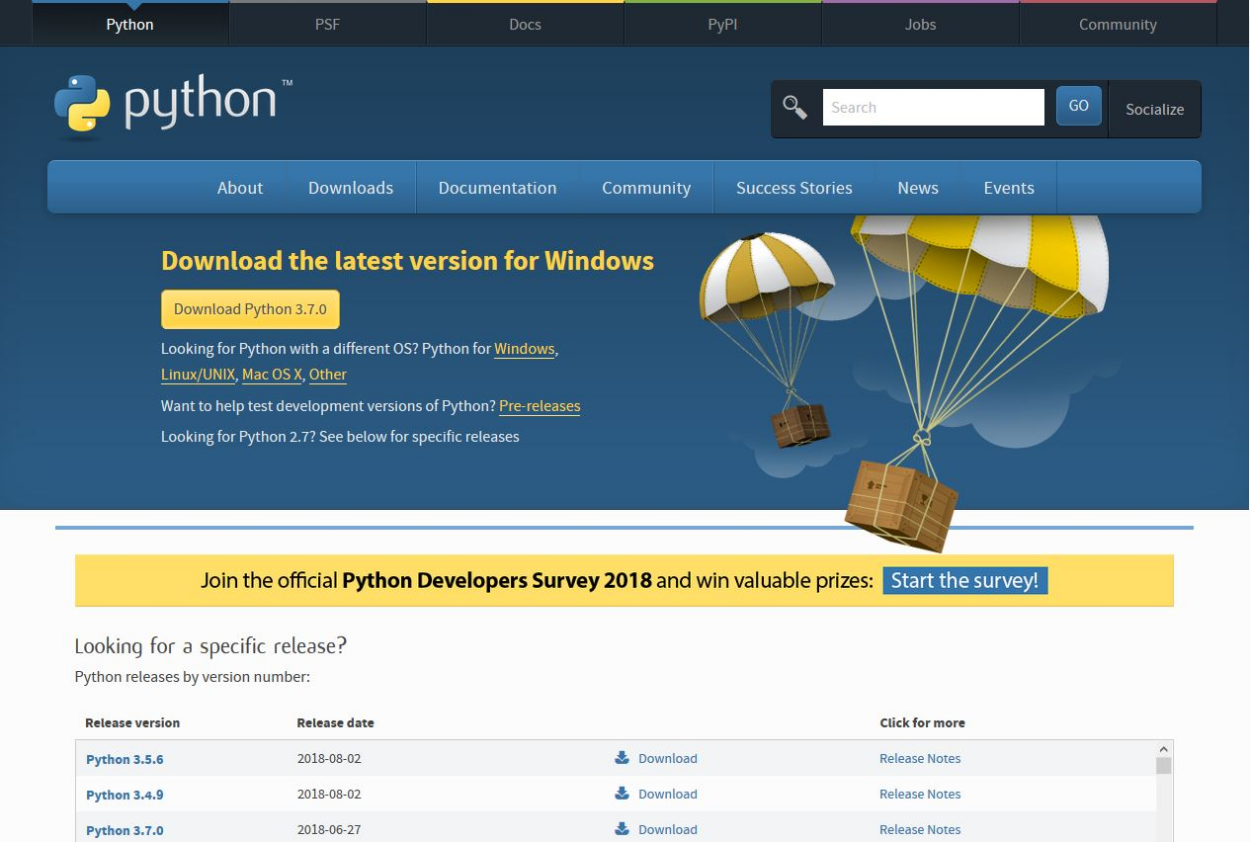 Python PSF Docs PyPI Jobs Community
python™
Search GO Socialize
About Downloads Documentation Community Success Stories News Events
Download the latest version for Windows
Download Python 3.7.0
Looking for Python with a different OS? Python for Windows,
Linux/UNIX, Mac OS X, Other
Want to help test development versions of Python? Pre-releases
Looking for Python 2.7? See below for specific releases
Join the official Python Developers Survey 2018 and win valuable prizes: Start the survey!
Looking for a specific release?
Python releases by version number:
Release version Release date Click for more
Python 3.5.6 2018-08-02 Download Release Notes
Python 3.4.9 2018-08-02 Download Release Notes
Python 3.7.0 2018-06-27 Download Release Notes